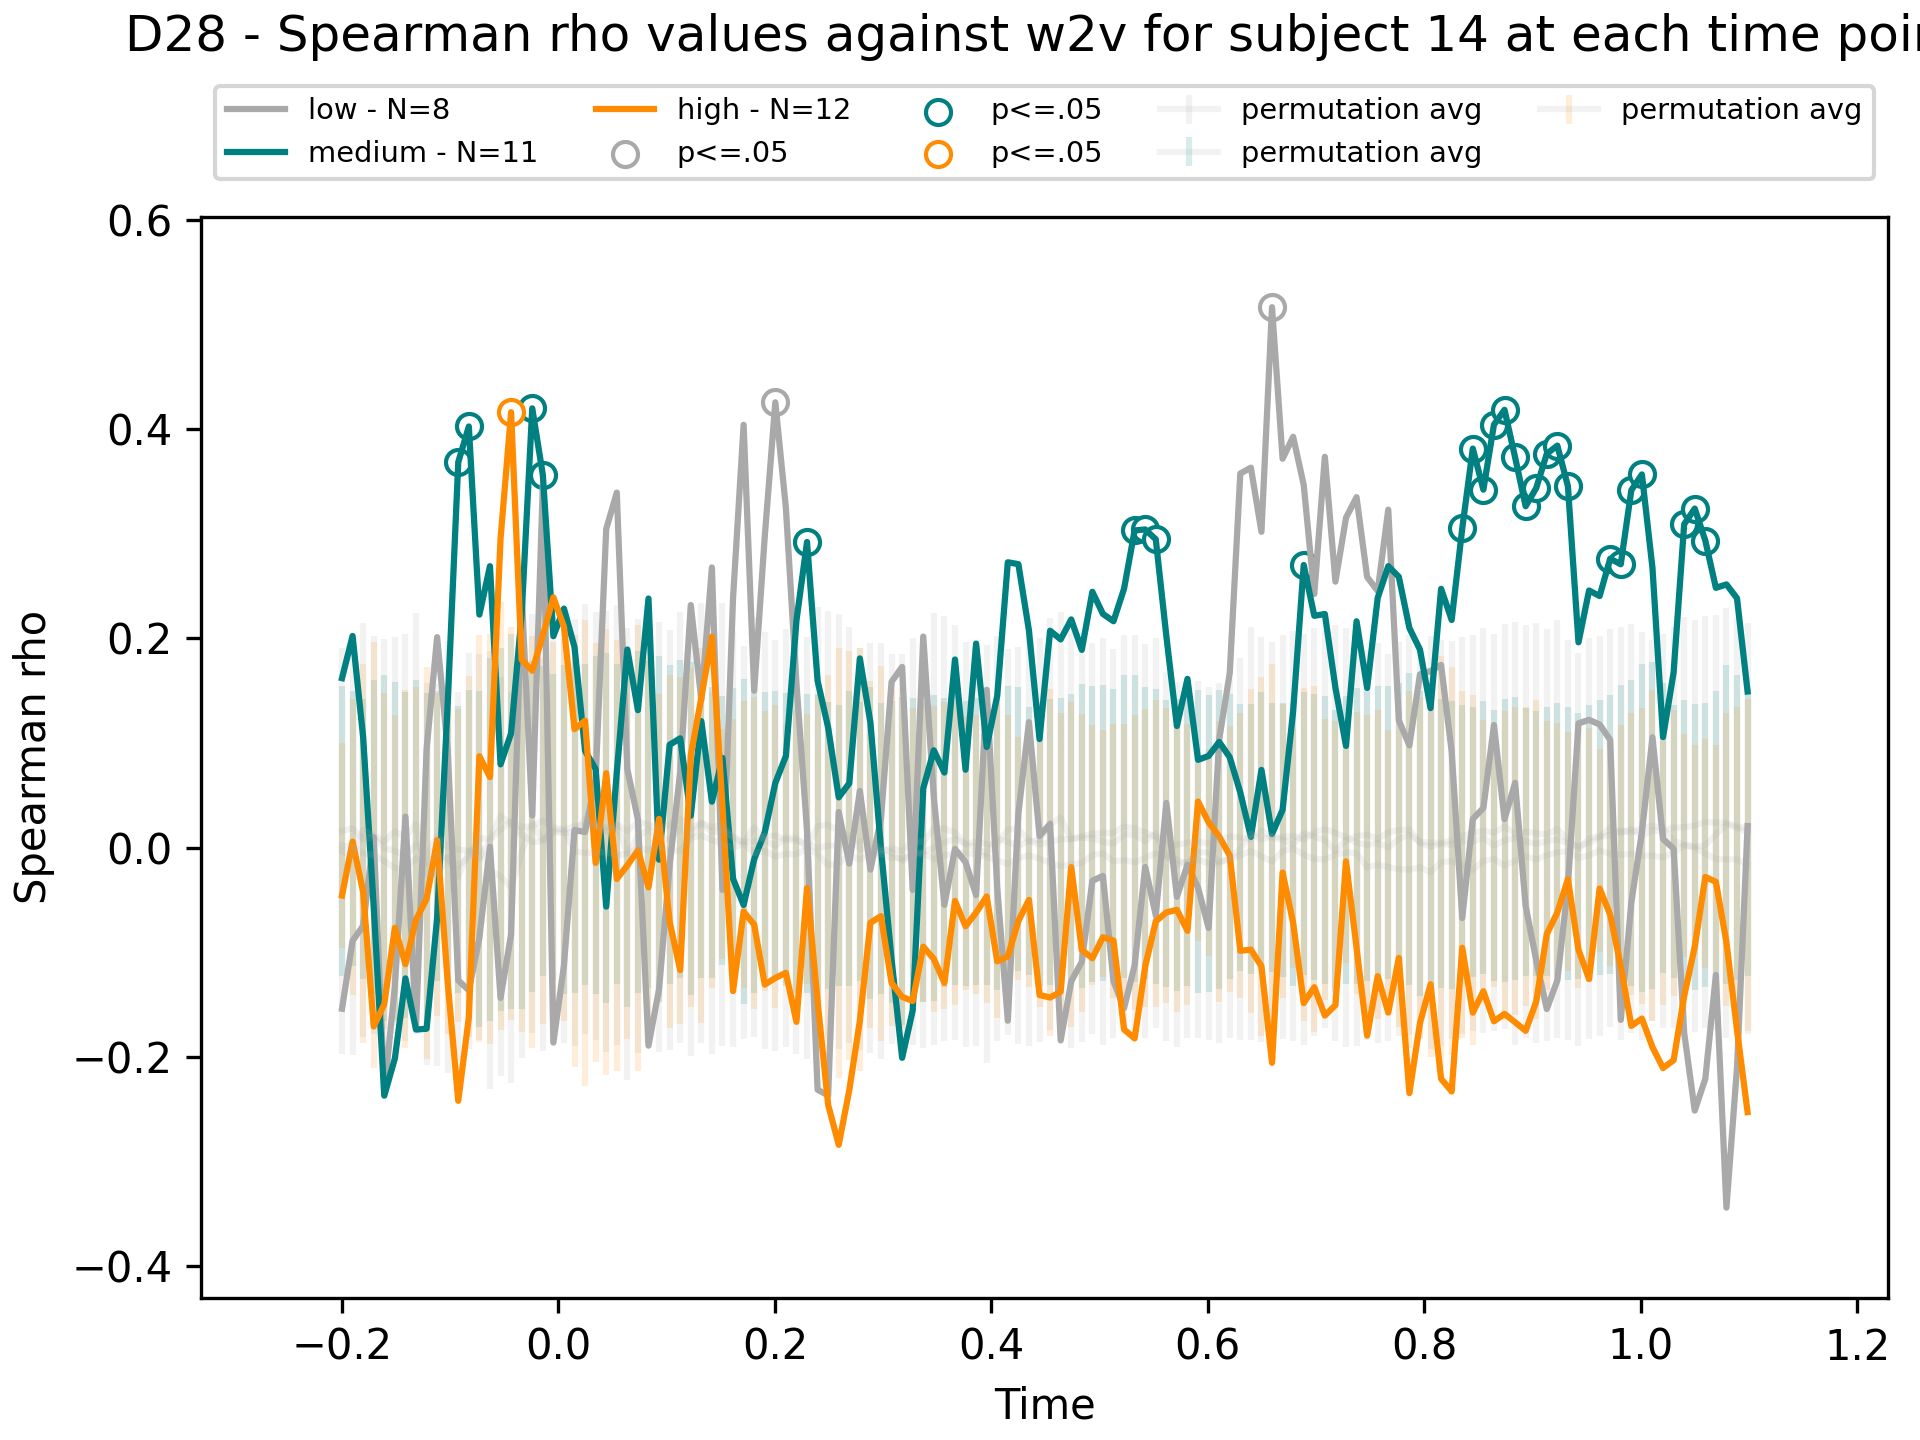 D28 - Spearman rho values against w2v for subject 14 at each time poi
low - N=8
medium - N=11
high - N=12
p<=.05
p<=.05
p<=.05
permutation avg
permutation avg
permutation avg
Spearman rho
0.6
0.4
0.2
0.0
−0.2
−0.4
−0.2 0.0 0.2 0.4 0.6 0.8 1.0 1.2
Time